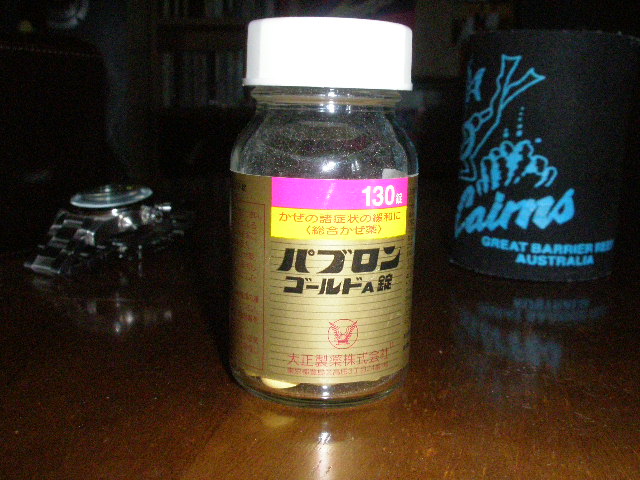 130錠
かぜの諸症状の緩和に
〈総合かぜ薬〉
パブロン
ゴールドA錠
大正製薬株式会社
Cairns
GREAT BARRIER REEF
AUSTRALIA